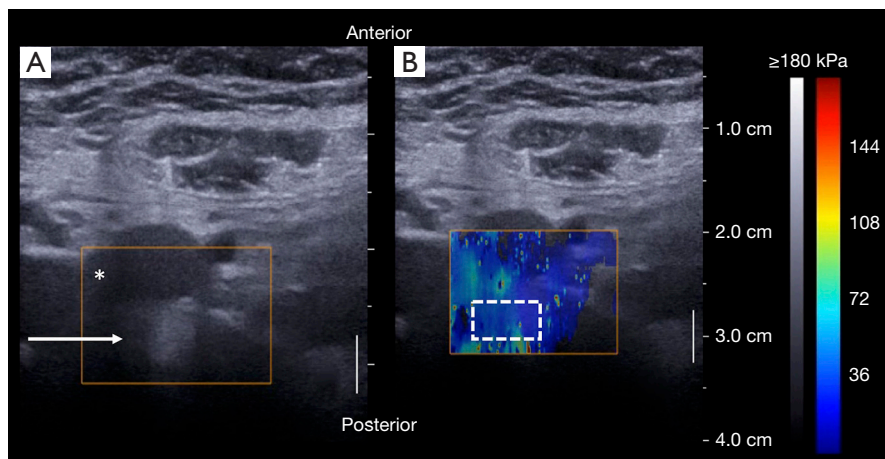 Anterior
A
B
≥180 kPa
1.0 cm
144
2.0 cm
108
*
72
3.0 cm
36
Posterior
4.0 cm